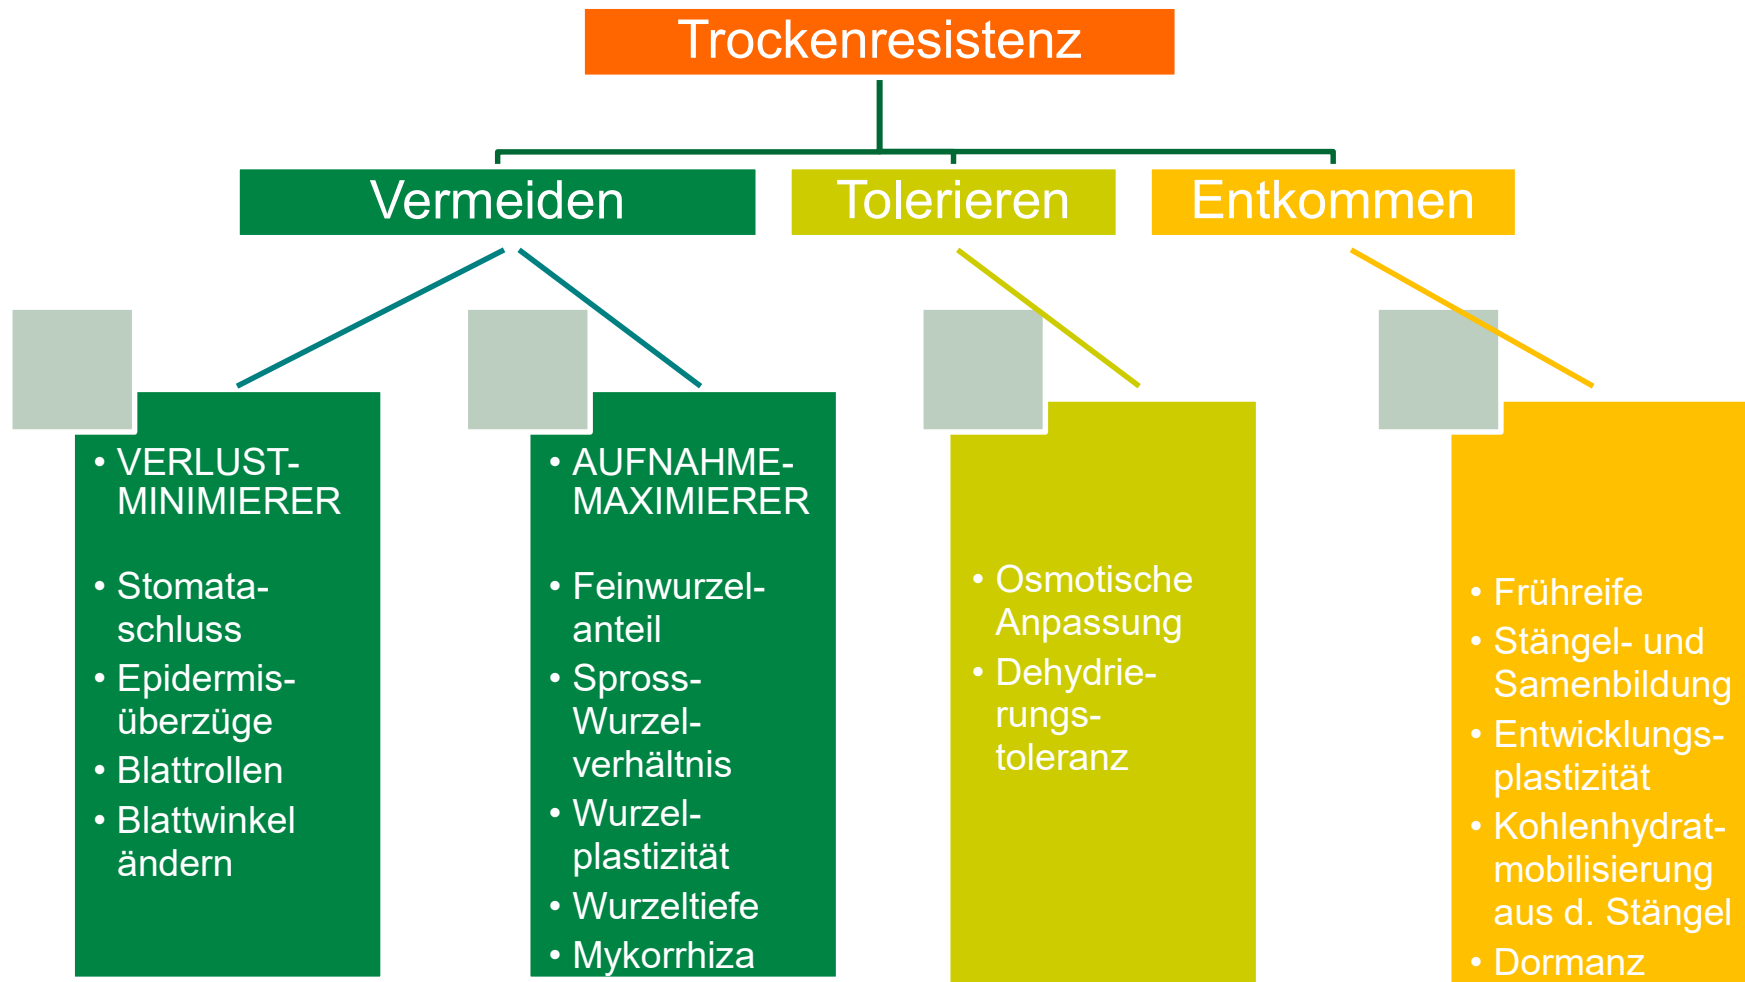 Trockenresistenz
Vermeiden
Tolerieren
Entkommen
• VERLUST-
MINIMIERER
• Stomata-
schluss
• Epidermis-
überzüge
• Blattrollen
• Blattwinkel
ändern
• AUFNAHME-
MAXIMIERER
• Feinwurzel-
anteil
• Spross-
Wurzel-
verhältnis
• Wurzel-
plastizität
• Wurzeltiefe
• Mykorrhiza
• Osmotische
Anpassung
• Dehydrie-
rungs-
toleranz
• Frühreife
• Stängel- und
Samenbildung
• Entwicklungs-
plastizität
• Kohlenhydrat-
mobilisierung
aus d. Stängel
• Dormanz